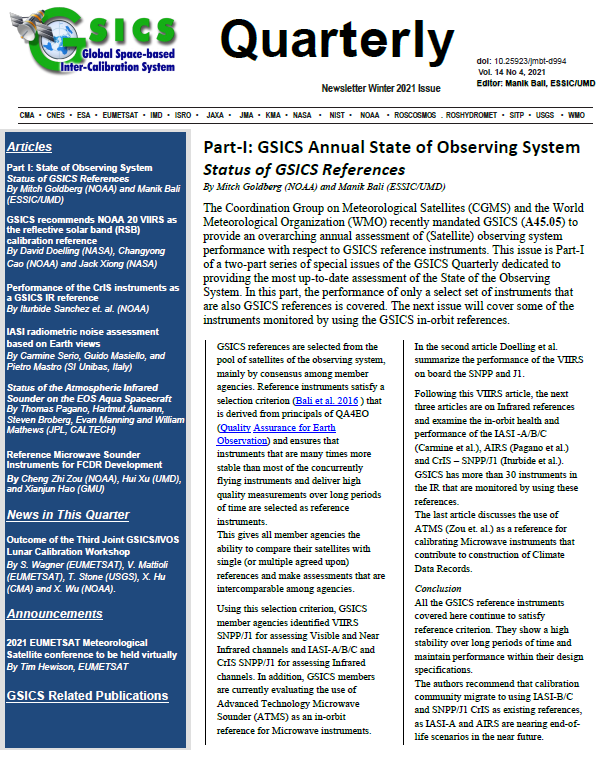 GSICS
Global Space-based
Inter-Calibration System
Quarterly
Newsletter Winter 2021 Issue
doi: 10.25923/jmbt-d994
Vol. 14 No 4, 2021
Editor: Manik Bali, ESSIC/UMD
CMA • CNES • ESA • EUMETSAT • IMD • ISRO • JAXA • JMA • KMA • NASA • NIST • NOAA • ROSCOSMOS . ROSHYDROMET • SITP • USGS • WMO
Articles
Part I: State of Observing System
Status of GSICS References
By Mitch Goldberg (NOAA) and Manik Bali
(ESSIC/UMD)
GSICS recommends NOAA 20 VIIRS as
the reflective solar band (RSB)
calibration reference
By David Doelling (NASA), Changyong
Cao (NOAA) and Jack Xiong (NASA)
Performance of the CrIS instruments as
a GSICS IR reference
By Iturbide Sanchez et. al. (NOAA)
IASI radiometric noise assessment
based on Earth views
By Carmine Serio, Guido Masiello, and
Pietro Mastro (SI Unibas, Italy)
Status of the Atmospheric Infrared
Sounder on the EOS Aqua Spacecraft
By Thomas Pagano, Hartmut Aumann,
Steven Broberg, Evan Manning and William
Mathews (JPL, CALTECH)
Reference Microwave Sounder
Instruments for FCDR Development
By Cheng Zhi Zou (NOAA), Hui Xu (UMD),
and Xianjun Hao (GMU)
News in This Quarter
Outcome of the Third Joint GSICS/IVOS
Lunar Calibration Workshop
By S. Wagner (EUMETSAT), V. Mattioli
(EUMETSAT), T. Stone (USGS), X. Hu
(CMA) and X. Wu (NOAA).
Announcements
2021 EUMETSAT Meteorological
Satellite conference to be held virtually
By Tim Hewison, EUMETSAT
GSICS Related Publications
Part-I: GSICS Annual State of Observing System
Status of GSICS References
By Mitch Goldberg (NOAA) and Manik Bali (ESSIC/UMD)
The Coordination Group on Meteorological Satellites (CGMS) and the World
Meteorological Organization (WMO) recently mandated GSICS (A45.05) to
provide an overarching annual assessment of (Satellite) observing system
performance with respect to GSICS reference instruments. This issue is Part-I
of a two-part series of special issues of the GSICS Quarterly dedicated to
providing the most up-to-date assessment of the State of the Observing
System. In this part, the performance of only a select set of instruments that
are also GSICS references is covered. The next issue will cover some of the
instruments monitored by using the GSICS in-orbit references.
GSICS references are selected from the
pool of satellites of the observing system,
mainly by consensus among member
agencies. Reference instruments satisfy a
selection criterion (Bali et al. 2016 ) that
is derived from principals of QA4EO
(Quality Assurance for Earth
Observation) and ensures that
instruments that are many times more
stable than most of the concurrently
flying instruments and deliver high
quality measurements over long periods
of time are selected as reference
instruments.
This gives all member agencies the
ability to compare their satellites with
single (or multiple agreed upon)
references and make assessments that are
intercomparable among agencies.
Using this selection criterion, GSICS
member agencies identified VIIRS
SNPP/J1 for assessing Visible and Near
Infrared channels and IASI-A/B/C and
CrIS SNPP/J1 for assessing Infrared
channels. In addition, GSICS members
are currently evaluating the use of
Advanced Technology Microwave
Sounder (ATMS) as an in-orbit
reference for Microwave instruments.
In the second article Doelling et al.
summarize the performance of the VIIRS
on board the SNPP and J1.
Following this VIIRS article, the next
three articles are on Infrared references
and examine the in-orbit health and
performance of the IASI -A/B/C
(Carmine et al.), AIRS (Pagano et al.)
and CrIS – SNPP/J1 (Iturbide et al.).
GSICS has more than 30 instruments in
the IR that are monitored by using these
references.
The last article discusses the use of
ATMS (Zou et. al.) as a reference for
calibrating Microwave instruments that
contribute to construction of Climate
Data Records.
Conclusion
All the GSICS reference instruments
covered here continue to satisfy
reference criterion. They show a high
stability over long periods of time and
maintain performance within their design
specifications.
The authors recommend that calibration
community migrate to using IASI-B/C
and SNPP/J1 CrIS as existing references,
as IASI-A and AIRS are nearing end-of-
life scenarios in the near future.